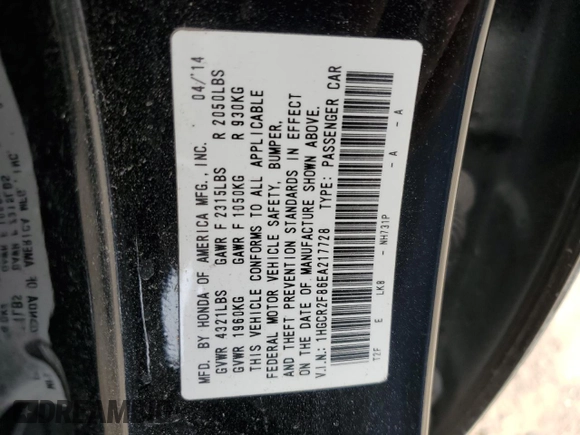 MFD. BY HONDA OF AMERICA MFG., INC. 04/'14
GVWR 4321LBS GAWR F 2315LBS R 2050LBS
GVWR 1960KG GAWR F 1050KG R 930KG
THIS VEHICLE CONFORMS TO ALL APPLICABLE
FEDERAL MOTOR VEHICLE SAFETY, BUMPER,
AND THEFT PREVENTION STANDARDS IN EFFECT
ON THE DATE OF MANUFACTURE SHOWN ABOVE.
V.I.N.: 1HGCR2F86EA217728 TYPE: PASSENGER CAR
T2F E LK8 - NH731P - A - A